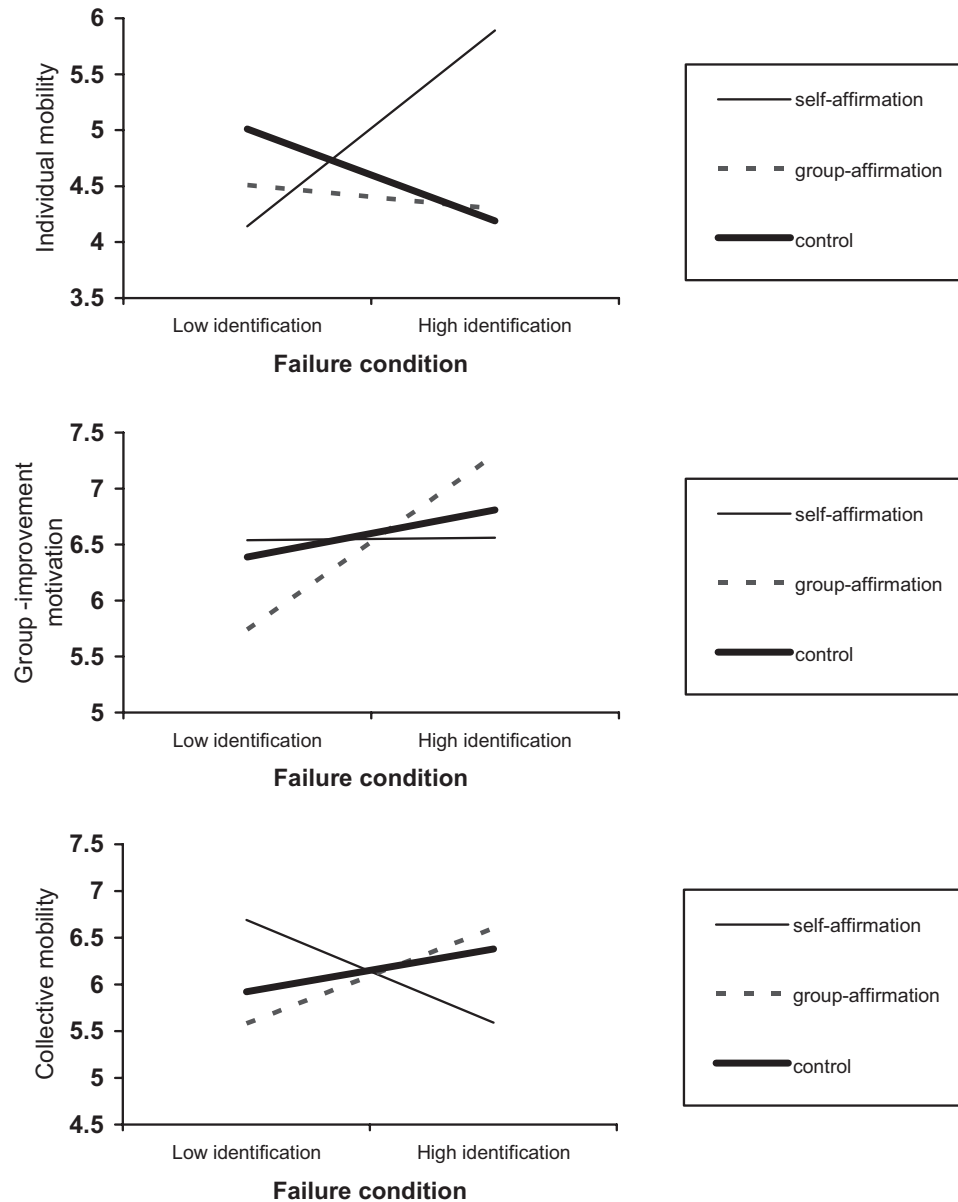 6
5.5
5
4.5
4
3.5
Individual mobility
Low identification
High identification
Failure condition
self-affirmation
group-affirmation
control
7.5
7
6.5
6
5.5
5
Group -improvement
motivation
Low identification
High identification
Failure condition
self-affirmation
group-affirmation
control
7.5
7
6.5
6
5.5
5
4.5
Collective mobility
Low identification
High identification
Failure condition
self-affirmation
group-affirmation
control